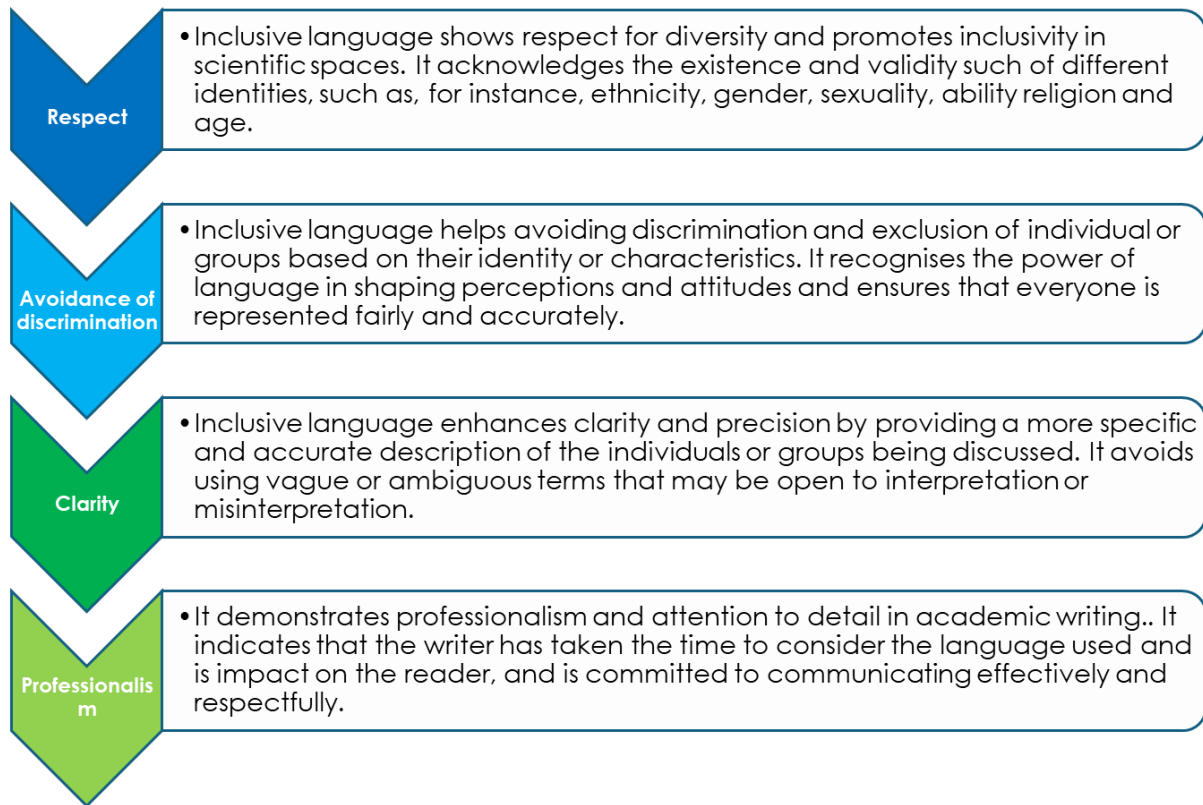 Respect
•Inclusive language shows respect for diversity and promotes inclusivity in
scientific spaces. It acknowledges the existence and validity such of different
identities, such as, for instance, ethnicity, gender, sexuality, ability religion and
age.
Avoidance of
discrimination
•Inclusive language helps avoiding discrimination and exclusion of individual or
groups based on their identity or characteristics. It recognises the power of
language in shaping perceptions and attitudes and ensures that everyone is
represented fairly and accurately.
Clarity
•Inclusive language enhances clarity and precision by providing a more specific
and accurate description of the individuals or groups being discussed. It avoids
using vague or ambiguous terms that may be open to interpretation or
misinterpretation.
Professionalis
m
•It demonstrates professionalism and attention to detail in academic writing.. It
indicates that the writer has taken the time to consider the language used and
is impact on the reader, and is committed to communicating effectively and
respectfully.